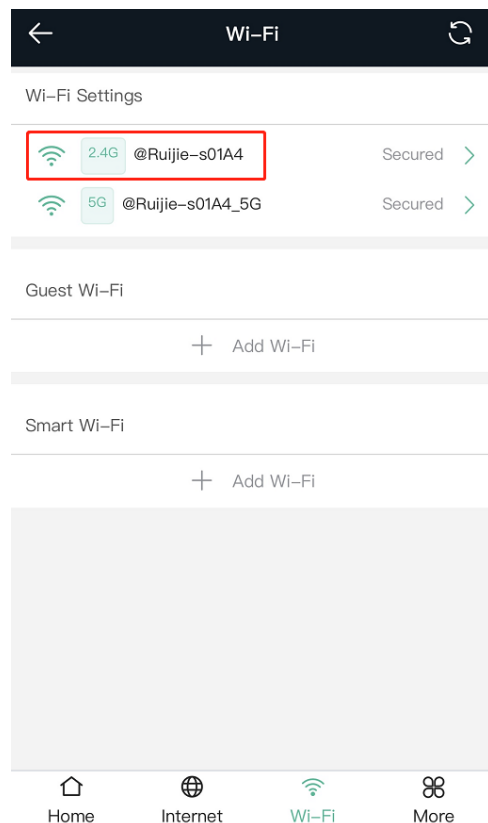 Wi-Fi
Wi-Fi Settings
2.4G @Ruijie-s01A4 Secured
5G @Ruijie-s01A4_5G Secured
Guest Wi-Fi
Add Wi-Fi
Smart Wi-Fi
Add Wi-Fi
Home Internet Wi-Fi More